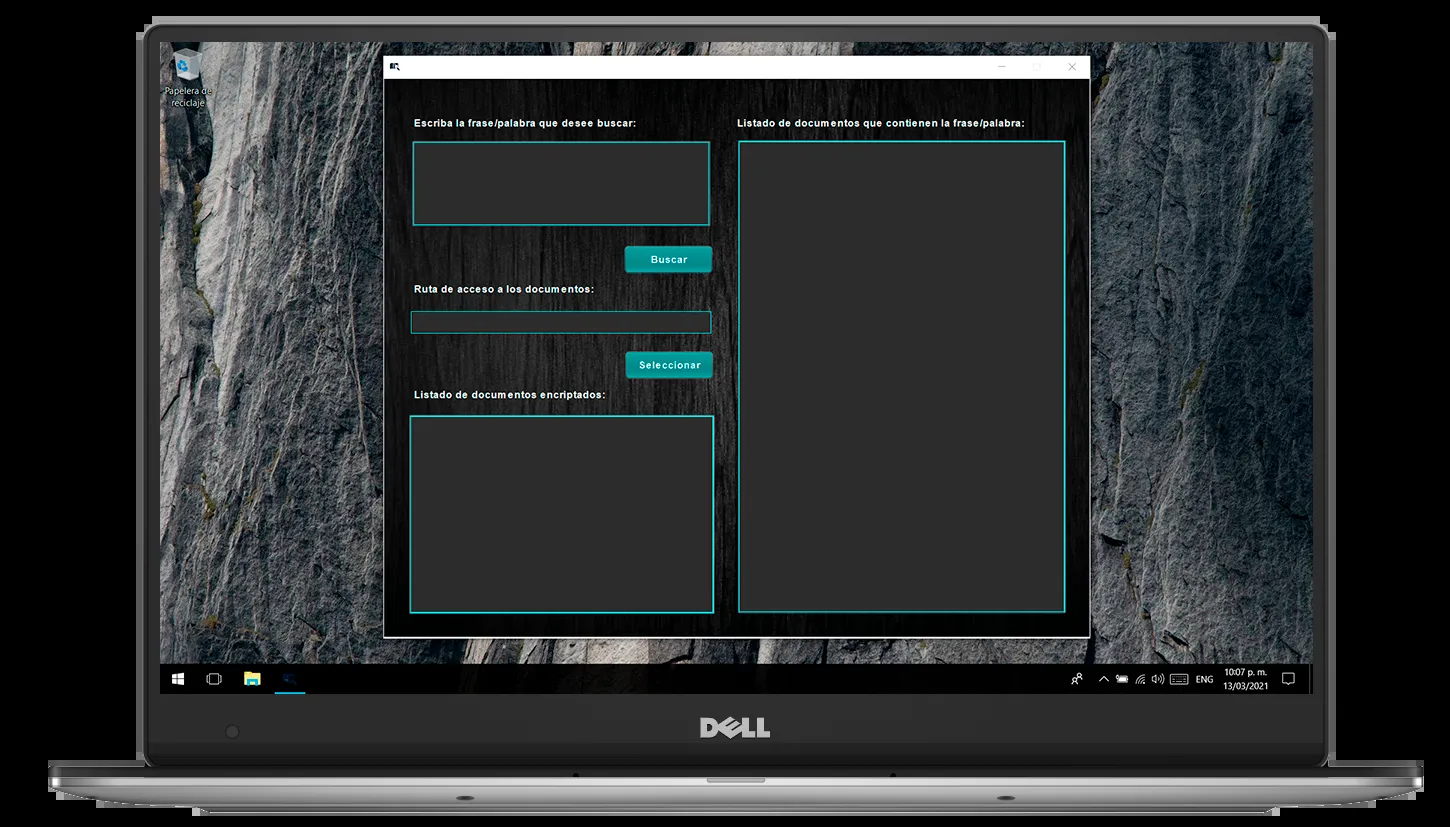 Papelera de
reciclaje
Escriba la frase/palabra que desee buscar:
Listado de documentos que contienen la frase/palabra:
Buscar
Ruta de acceso a los documentos:
Seleccionar
Listado de documentos encriptados:
ENG
10:07 p. m.
13/03/2021
DELL